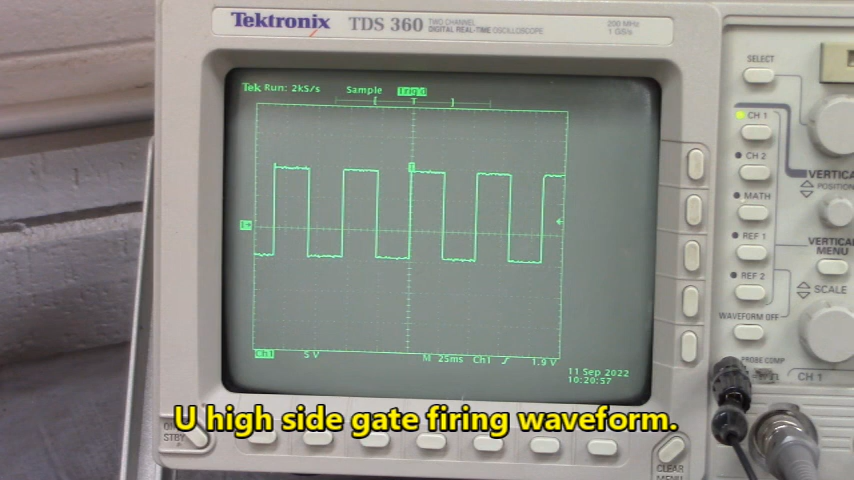 Tektronix TDS 360 TWO CHANNEL DIGITAL REAL-TIME OSCILLOSCOPE
200 MHz
1 GS/s
Tek Run: 2kS/s Sample Trig'd
T
1
Ch1 5 V M 25ms Ch1 1.9 V
11 Sep 2022
10:20:57
SELECT
CH 1
CH 2
VERTICAL
POSITION
MATH
REF 1
VERTICAL
MENU
REF 2
SCALE
WAVEFORM OFF
PROBE COMP
CH 1
ON/
STBY
CLEAR
MENU
U high side gate firing waveform.